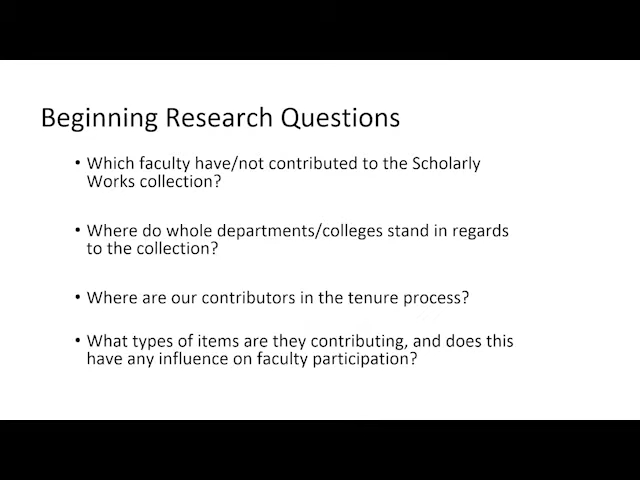 Beginning Research Questions
• Which faculty have/not contributed to the Scholarly
Works collection?
• Where do whole departments/colleges stand in regards
to the collection?
• Where are our contributors in the tenure process?
• What types of items are they contributing, and does this
have any influence on faculty participation?